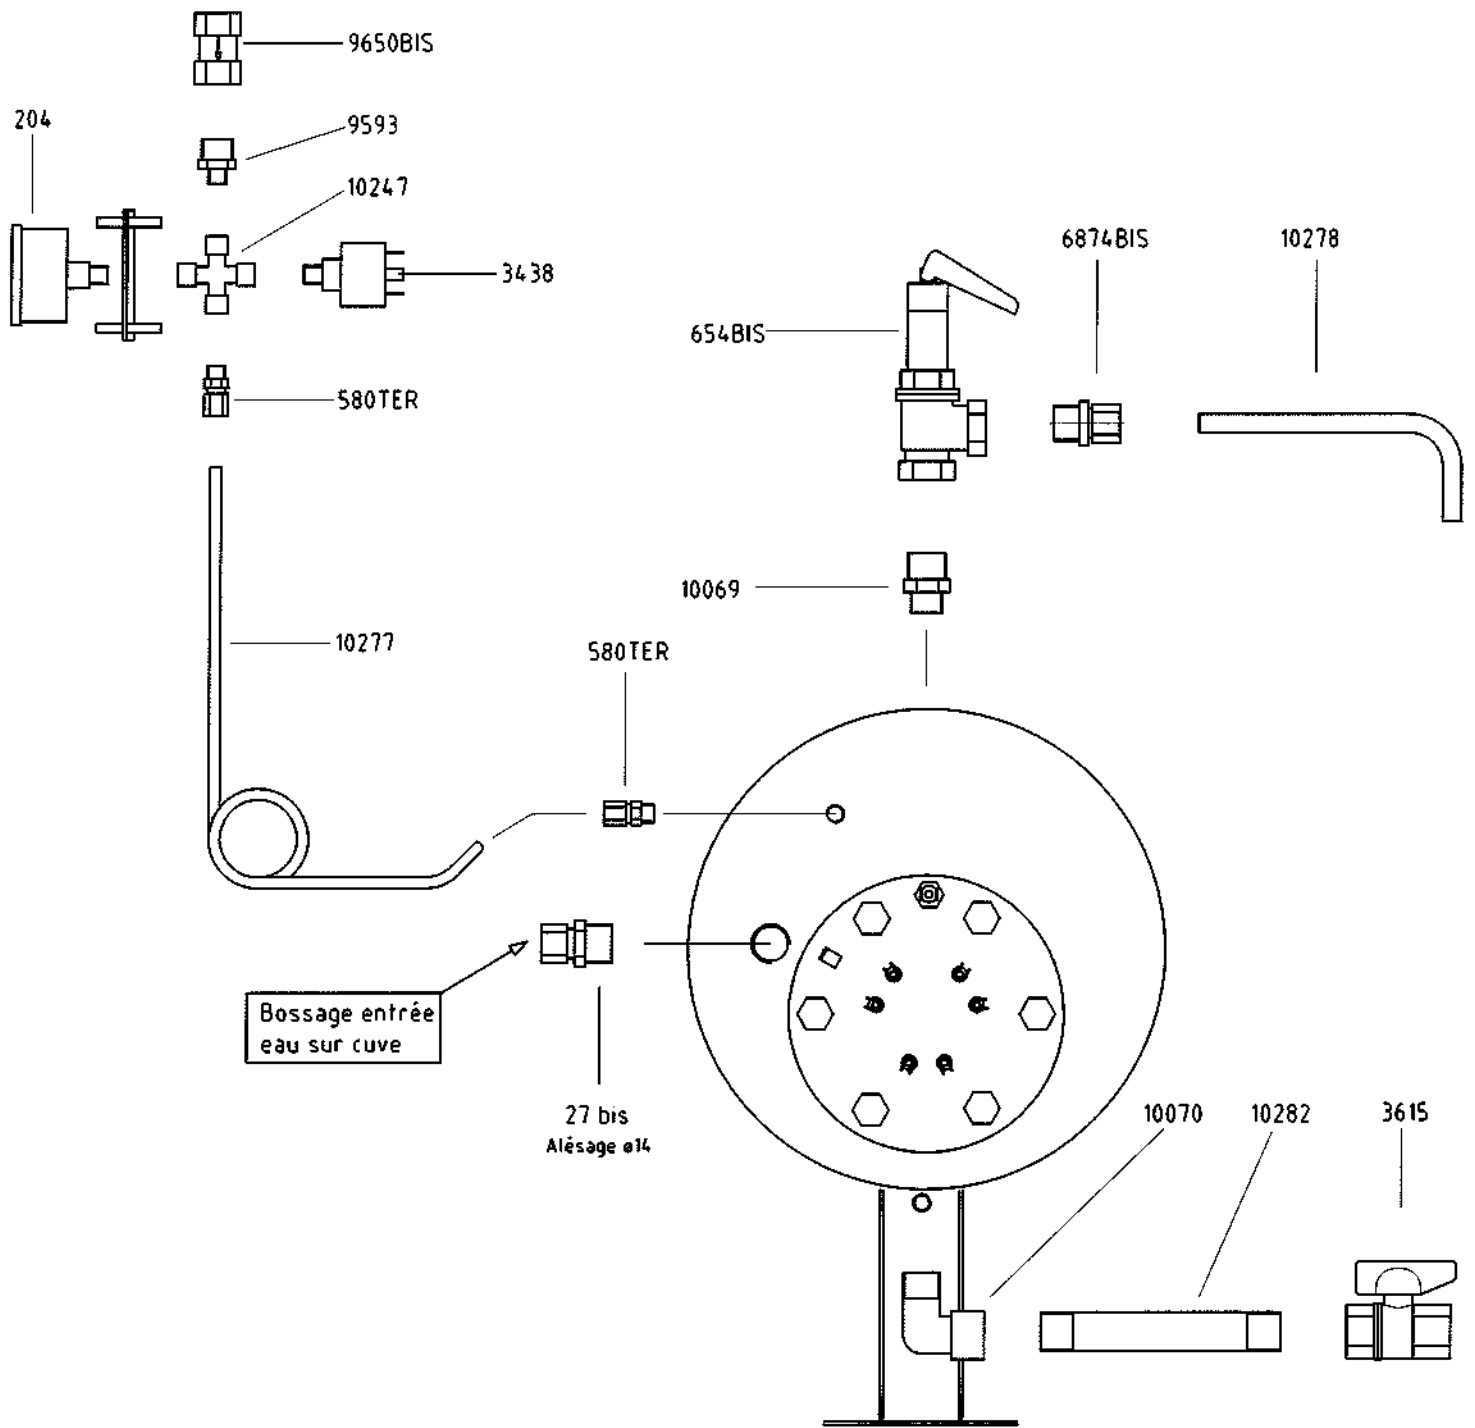 9650BIS
204
9593
10247
3438
6874BIS
10278
654BIS
580TER
10069
10277
580TER
Bossage entrée
eau sur cuve
27 bis
Alésage ø14
10070
10282
3615